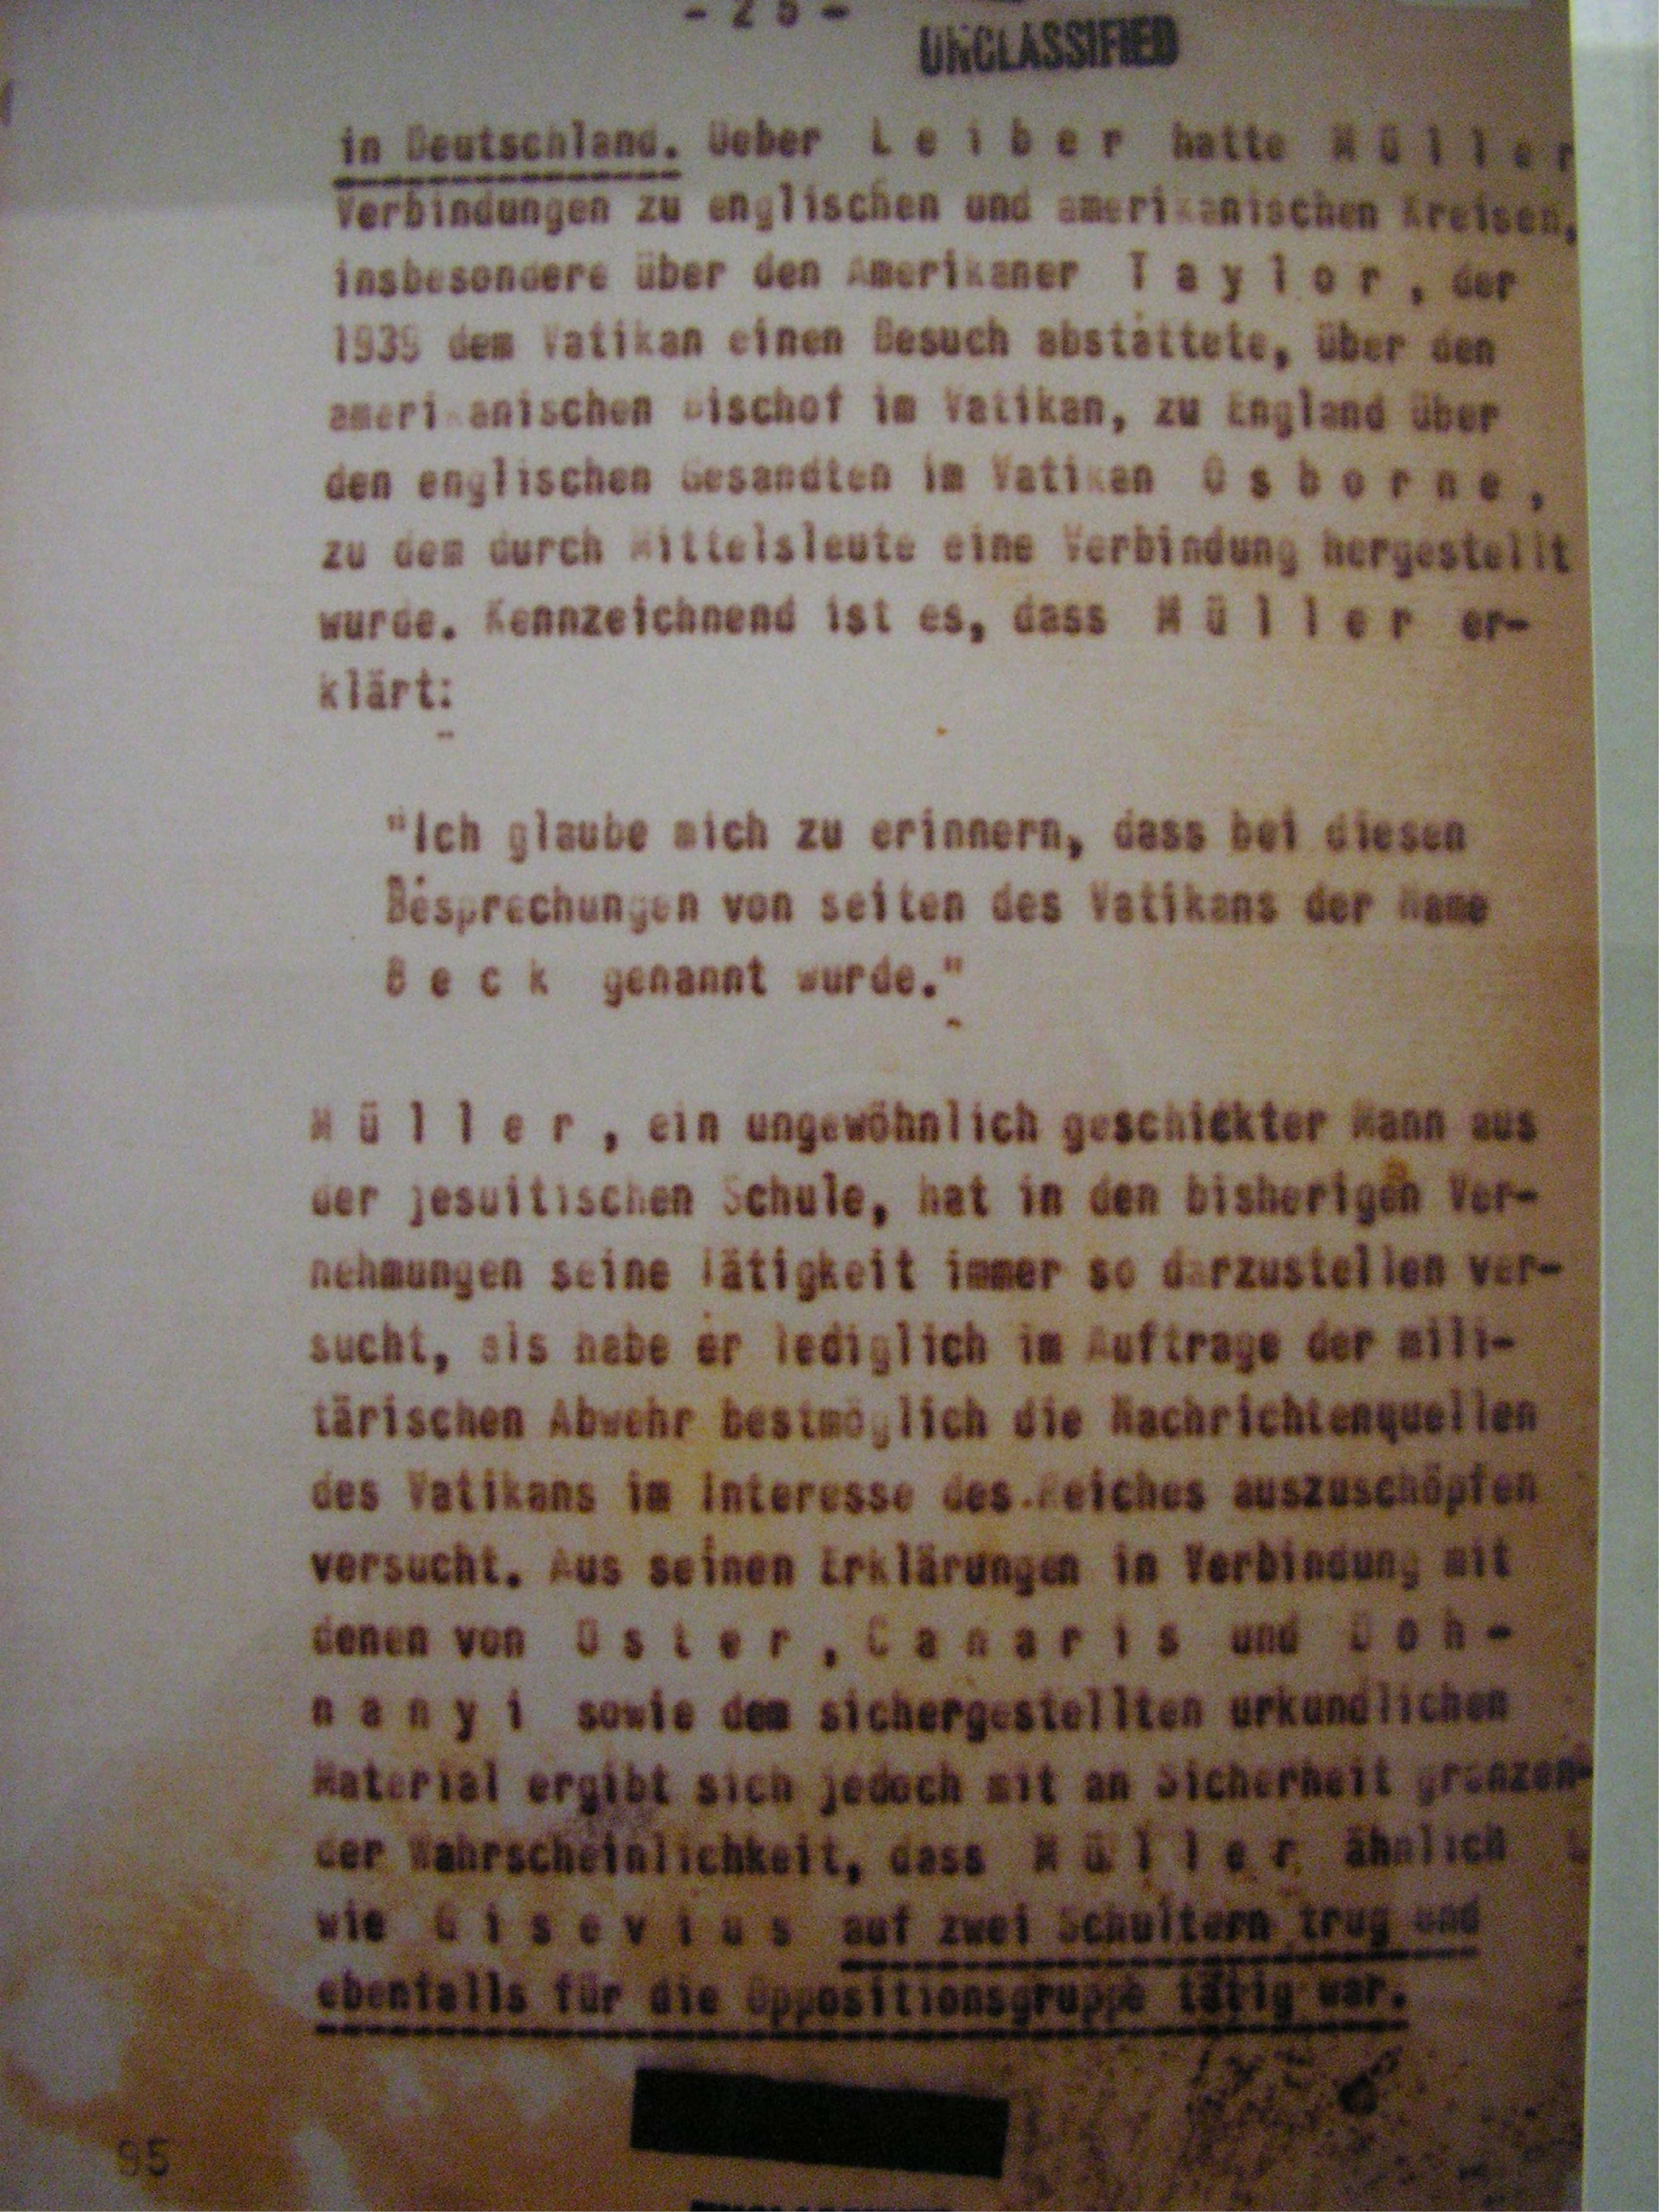 - 25 -
UNCLASSIFIED
in Deutschland. Ueber L e i b e r hatte M ü l l e r
Verbindungen zu englischen und amerikanischen Kreisen,
insbesondere über den Amerikaner T a y l o r , der
1939 dem Vatikan einen Besuch abstattete, über den
amerikanischen Bischof im Vatikan, zu England über
den englischen Gesandten im Vatikan O s b o r n e ,
zu dem durch Mittelsleute eine Verbindung hergestellt
wurde. Kennzeichnend ist es, dass M ü l l e r er-
klärt:
"Ich glaube mich zu erinnern, dass bei diesen
Besprechungen von seiten des Vatikans der Name
B e c k genannt wurde."
M ü l l e r , ein ungewöhnlich geschickter Mann aus
der jesuitischen Schule, hat in den bisherigen Ver-
nehmungen seine Tätigkeit immer so darzustellen ver-
sucht, als habe er lediglich im Auftrage der mili-
tärischen Abwehr bestmöglich die Nachrichtenquellen
des Vatikans im Interesse des Reiches auszuschöpfen
versucht. Aus seinen Erklärungen in Verbindung mit
denen von O s t e r , C a n a r i s und D o h -
n a n y i sowie dem sichergestellten urkundlichen
Material ergibt sich jedoch mit an Sicherheit grenzen-
der Wahrscheinlichkeit, dass M ü l l e r ähnlich
wie G i s e v i u s auf zwei Schultern trug und
ebenfalls für die Oppositionsgruppe tätig war.
95